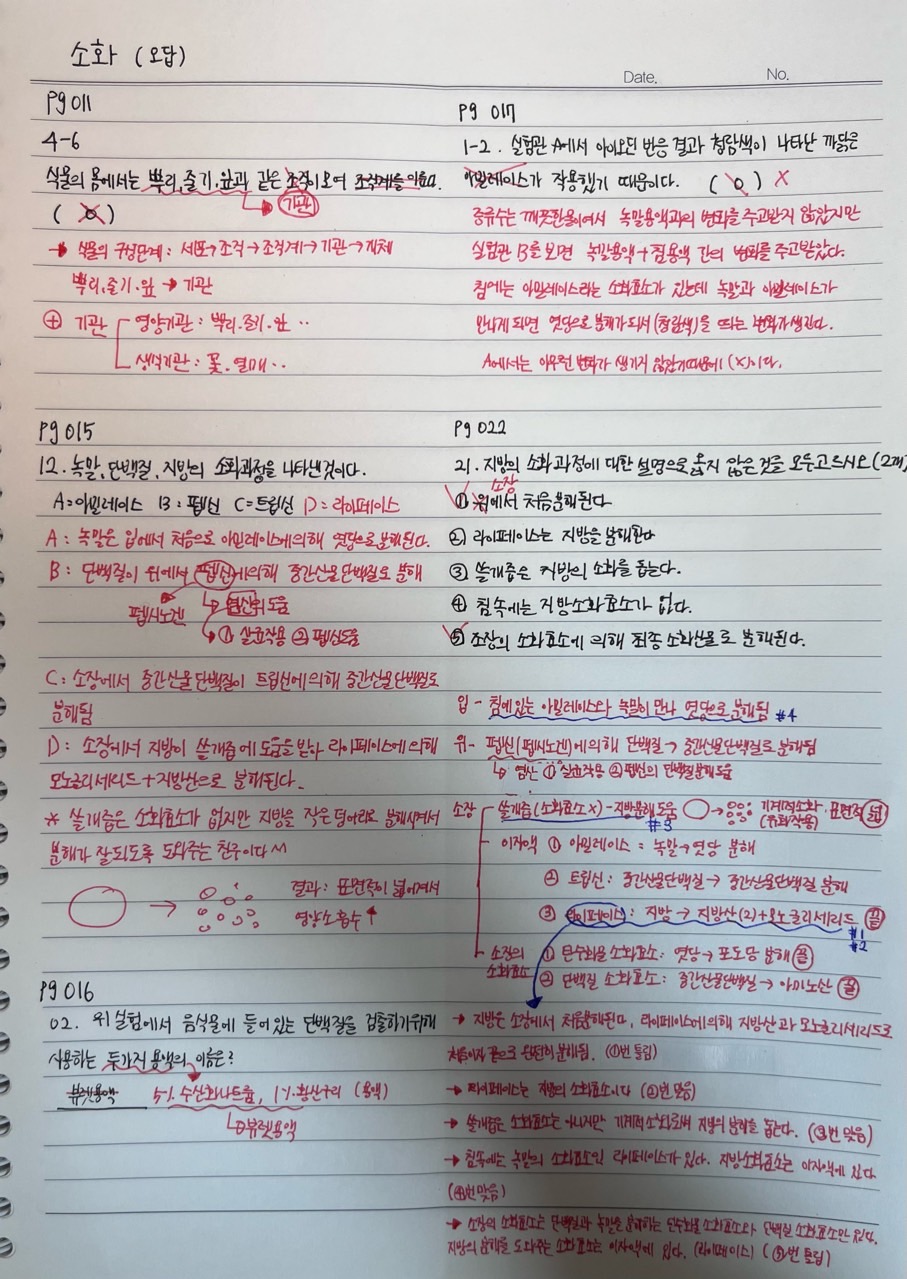 소화 (오답)
Date. No.
pg 011
4-6
식물의 몸에서는 뿌리, 줄기, 잎과 같은 조직이 모여 조직계를 이룬다.
기관
( o )
→ 식물의 구성단계 : 세포→조직→조직계→기관→개체
뿌리, 줄기, 잎 → 기관
⊕ 기관 영양기관 : 뿌리, 줄기, 잎 ‥
생식기관 : 꽃, 열매 ‥
pg 015
12. 녹말, 단백질, 지방의 소화과정을 나타낸것이다.
A=아밀레이스 B=펩신 C=트립신 D=라이페이스
A : 녹말은 입에서 처음으로 아밀레이스에의해 엿당으로분해된다.
B : 단백질이 위에서 펩신에의해 중간산물단백질로 분해
펩시노겐 염산위도움
① 살균작용 ② 펩신도움
C : 소장에서 중간산물단백질이 트립신에의해 중간산물단백질로
분해됨
D : 소장에서 지방이 쓸개즙에 도움을 받아 라이페이스에의해
모노글리세리드+지방산으로 분해된다.
* 쓸개즙은 소화효소가 없지만 지방을 작은 덩어리로 분해시켜서
분해가 잘되도록 도와주는 친구이다
결과 : 표면적이 넓어져서
영양소흡수 ↑
pg 016
02. 위 실험에서 음식물에 들어있는 단백질을 검출하기위해
사용하는 두가지 용액의 이름은?
뷰렛용액 5% 수산화나트륨, 1% 황산구리 (용액)
뷰렛용액
pg 017
1-2. 실험관 A에서 아이오딘 반응 결과 청람색이 나타난 까닭은
아밀레이스가 작용했기 때문이다. ( o ) X
증류수는 깨끗한물이여서 녹말용액과의 변화를 주고받지 않았지만
실험관 B를 보면 녹말용액+침용액 간의 변화를 주고받았다.
침에는 아밀레이스라는 소화효소가 있는데 녹말과 아밀레이스가
만나게 되면 엿당으로 분해가되서 (청람색)을 띄는 변화가생긴다.
A에서는 아무런 변화가 생기지 않았기때문에 (X)이다.
pg 022
21. 지방의 소화과정에 대한 설명으로 옳지 않은것을 모두고르시오 (2개)
소장
① 위에서 처음분해된다
② 라이페이스는 지방을 분해한다
③ 쓸개즙은 지방의 소화를 돕는다.
④ 침속에는 지방소화효소가 없다.
⑤ 소장의 소화효소에 의해 최종 소화산물로 분해된다.
입 - 침에있는 아밀레이스와 녹말이 만나 엿당으로 분해됨 #4
위 - 펩신(펩시노겐)에의해 단백질→ 중간산물단백질로 분해됨
염산 ① 살균작용 ② 펩신의 단백질분해도움
소장 쓸개즙(소화효소X)-지방분해도움 → 기계적소화 · 표면적 넓
#3 (유화작용)
이자액 ① 아밀레이스 = 녹말→엿당 분해
② 트립신 : 중간산물단백질→ 중간산물단백질 분해
③ 라이페이스 : 지방 → 지방산(2)+모노글리세리드 끝
#1
#2
소장의 ① 탄수화물소화효소 : 엿당→ 포도당 분해 끝
소화효소 ② 단백질 소화효소 : 중간산물단백질→ 아미노산 끝
→ 지방은 소장에서 처음분해된다, 라이페이스에의해 지방산과 모노글리세리드로
처음이자 끝으로 완전히 분해됨. (①번 틀림)
→ 라이페이스는 지방의 소화효소이다 (②번 맞음)
→ 쓸개즙은 소화효소는 아니지만 기계적소화로써 지방의 분해를 돕는다. (③번 맞음)
→ 침속에는 녹말의 소화효소인 라이페이스가 있다. 지방소화효소는 이자액에 있다
(④번맞음)
→ 소장의 소화효소는 단백질과 녹말을 분해하는 탄수화물소화효소와 단백질 소화효소만 있다.
지방의 분해를 도와주는 소화효소는 이자액에 있다. (라이페이스) (⑤번 틀림)